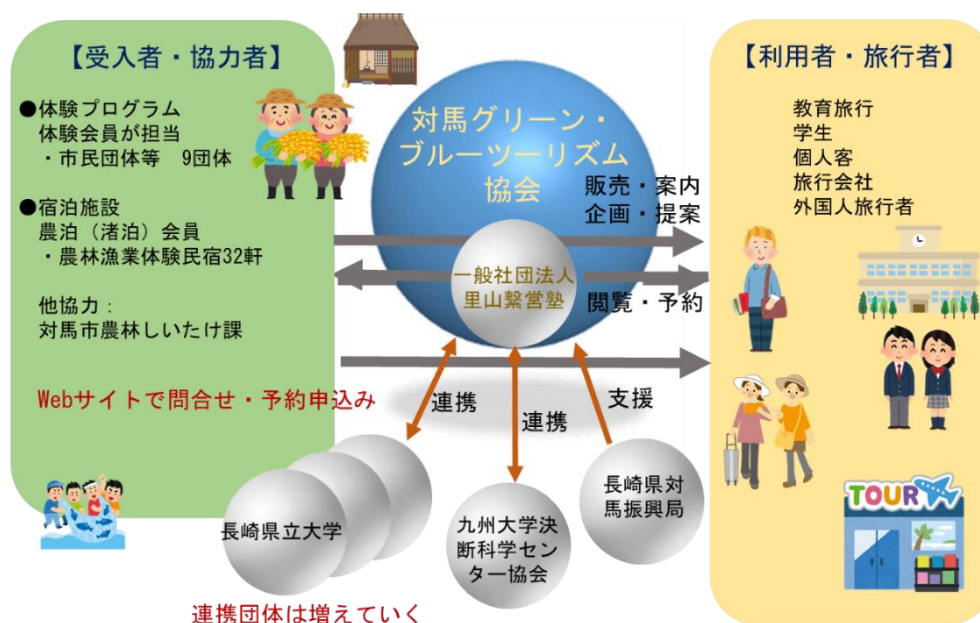 【受入者・協力者】
●体験プログラム
体験会員が担当
・市民団体等 9団体
●宿泊施設
農泊（渚泊）会員
・農林漁業体験民宿32軒
他協力：
対馬市農林しいたけ課
Webサイトで問合せ・予約申込み
対馬グリーン・
ブルーツーリズム
協会
販売・案内
企画・提案
一般社団法人
里山繋営塾
閲覧・予約
連携
連携
支援
長崎県立大学
九州大学決
断科学セン
ター協会
長崎県対
馬振興局
連携団体は増えていく
【利用者・旅行者】
教育旅行
学生
個人客
旅行会社
外国人旅行者
TOUR